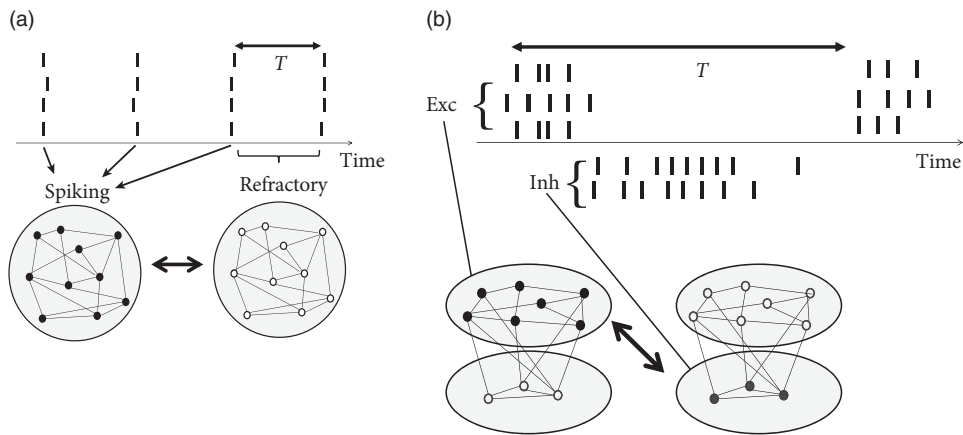 (a)
T
Time
Spiking
Refractory
(b)
T
Exc {
Time
Inh {